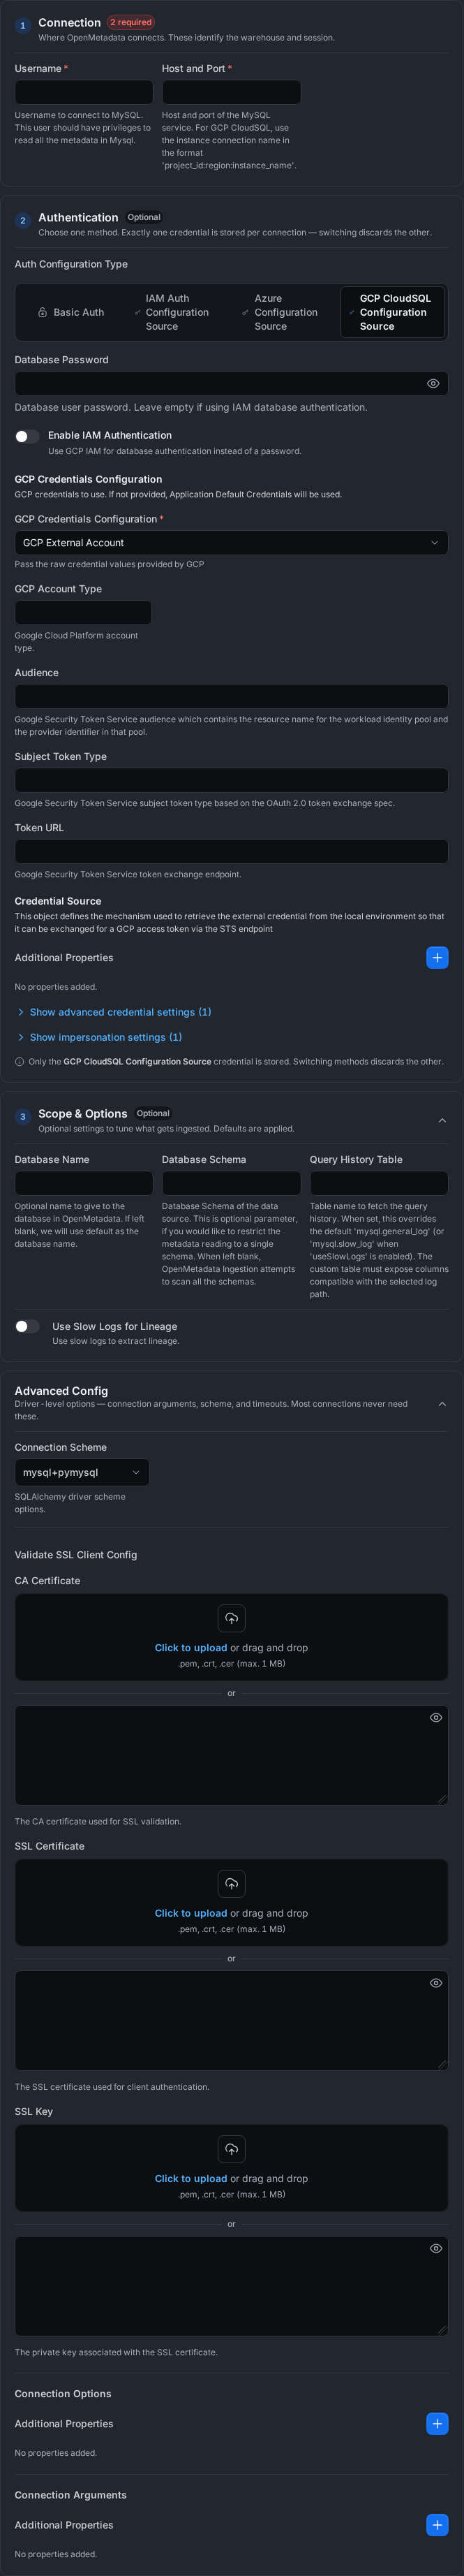 1 Connection 2 required
Where OpenMetadata connects. These identify the warehouse and session.
Username *
Username to connect to MySQL.
This user should have privileges to
read all the metadata in Mysql.
Host and Port *
Host and port of the MySQL
service. For GCP CloudSQL, use
the instance connection name in
the format
'project_id:region:instance_name'.
2 Authentication Optional
Choose one method. Exactly one credential is stored per connection — switching discards the other.
Auth Configuration Type
Basic Auth
IAM Auth
Configuration
Source
Azure
Configuration
Source
GCP CloudSQL
Configuration
Source
Database Password
Database user password. Leave empty if using IAM database authentication.
Enable IAM Authentication
Use GCP IAM for database authentication instead of a password.
GCP Credentials Configuration
GCP credentials to use. If not provided, Application Default Credentials will be used.
GCP Credentials Configuration *
GCP External Account
Pass the raw credential values provided by GCP
GCP Account Type
Google Cloud Platform account
type.
Audience
Google Security Token Service audience which contains the resource name for the workload identity pool and
the provider identifier in that pool.
Subject Token Type
Google Security Token Service subject token type based on the OAuth 2.0 token exchange spec.
Token URL
Google Security Token Service token exchange endpoint.
Credential Source
This object defines the mechanism used to retrieve the external credential from the local environment so that
it can be exchanged for a GCP access token via the STS endpoint
Additional Properties
No properties added.
Show advanced credential settings (1)
Show impersonation settings (1)
Only the GCP CloudSQL Configuration Source credential is stored. Switching methods discards the other.
3 Scope & Options Optional
Optional settings to tune what gets ingested. Defaults are applied.
Database Name
Optional name to give to the
database in OpenMetadata. If left
blank, we will use default as the
database name.
Database Schema
Database Schema of the data
source. This is optional parameter,
if you would like to restrict the
metadata reading to a single
schema. When left blank,
OpenMetadata Ingestion attempts
to scan all the schemas.
Query History Table
Table name to fetch the query
history. When set, this overrides
the default 'mysql.general_log' (or
'mysql.slow_log' when
'useSlowLogs' is enabled). The
custom table must expose columns
compatible with the selected log
path.
Use Slow Logs for Lineage
Use slow logs to extract lineage.
Advanced Config
Driver-level options — connection arguments, scheme, and timeouts. Most connections never need
these.
Connection Scheme
mysql+pymysql
SQLAlchemy driver scheme
options.
Validate SSL Client Config
CA Certificate
Click to upload or drag and drop
.pem, .crt, .cer (max. 1 MB)
or
The CA certificate used for SSL validation.
SSL Certificate
Click to upload or drag and drop
.pem, .crt, .cer (max. 1 MB)
or
The SSL certificate used for client authentication.
SSL Key
Click to upload or drag and drop
.pem, .crt, .cer (max. 1 MB)
or
The private key associated with the SSL certificate.
Connection Options
Additional Properties
No properties added.
Connection Arguments
Additional Properties
No properties added.